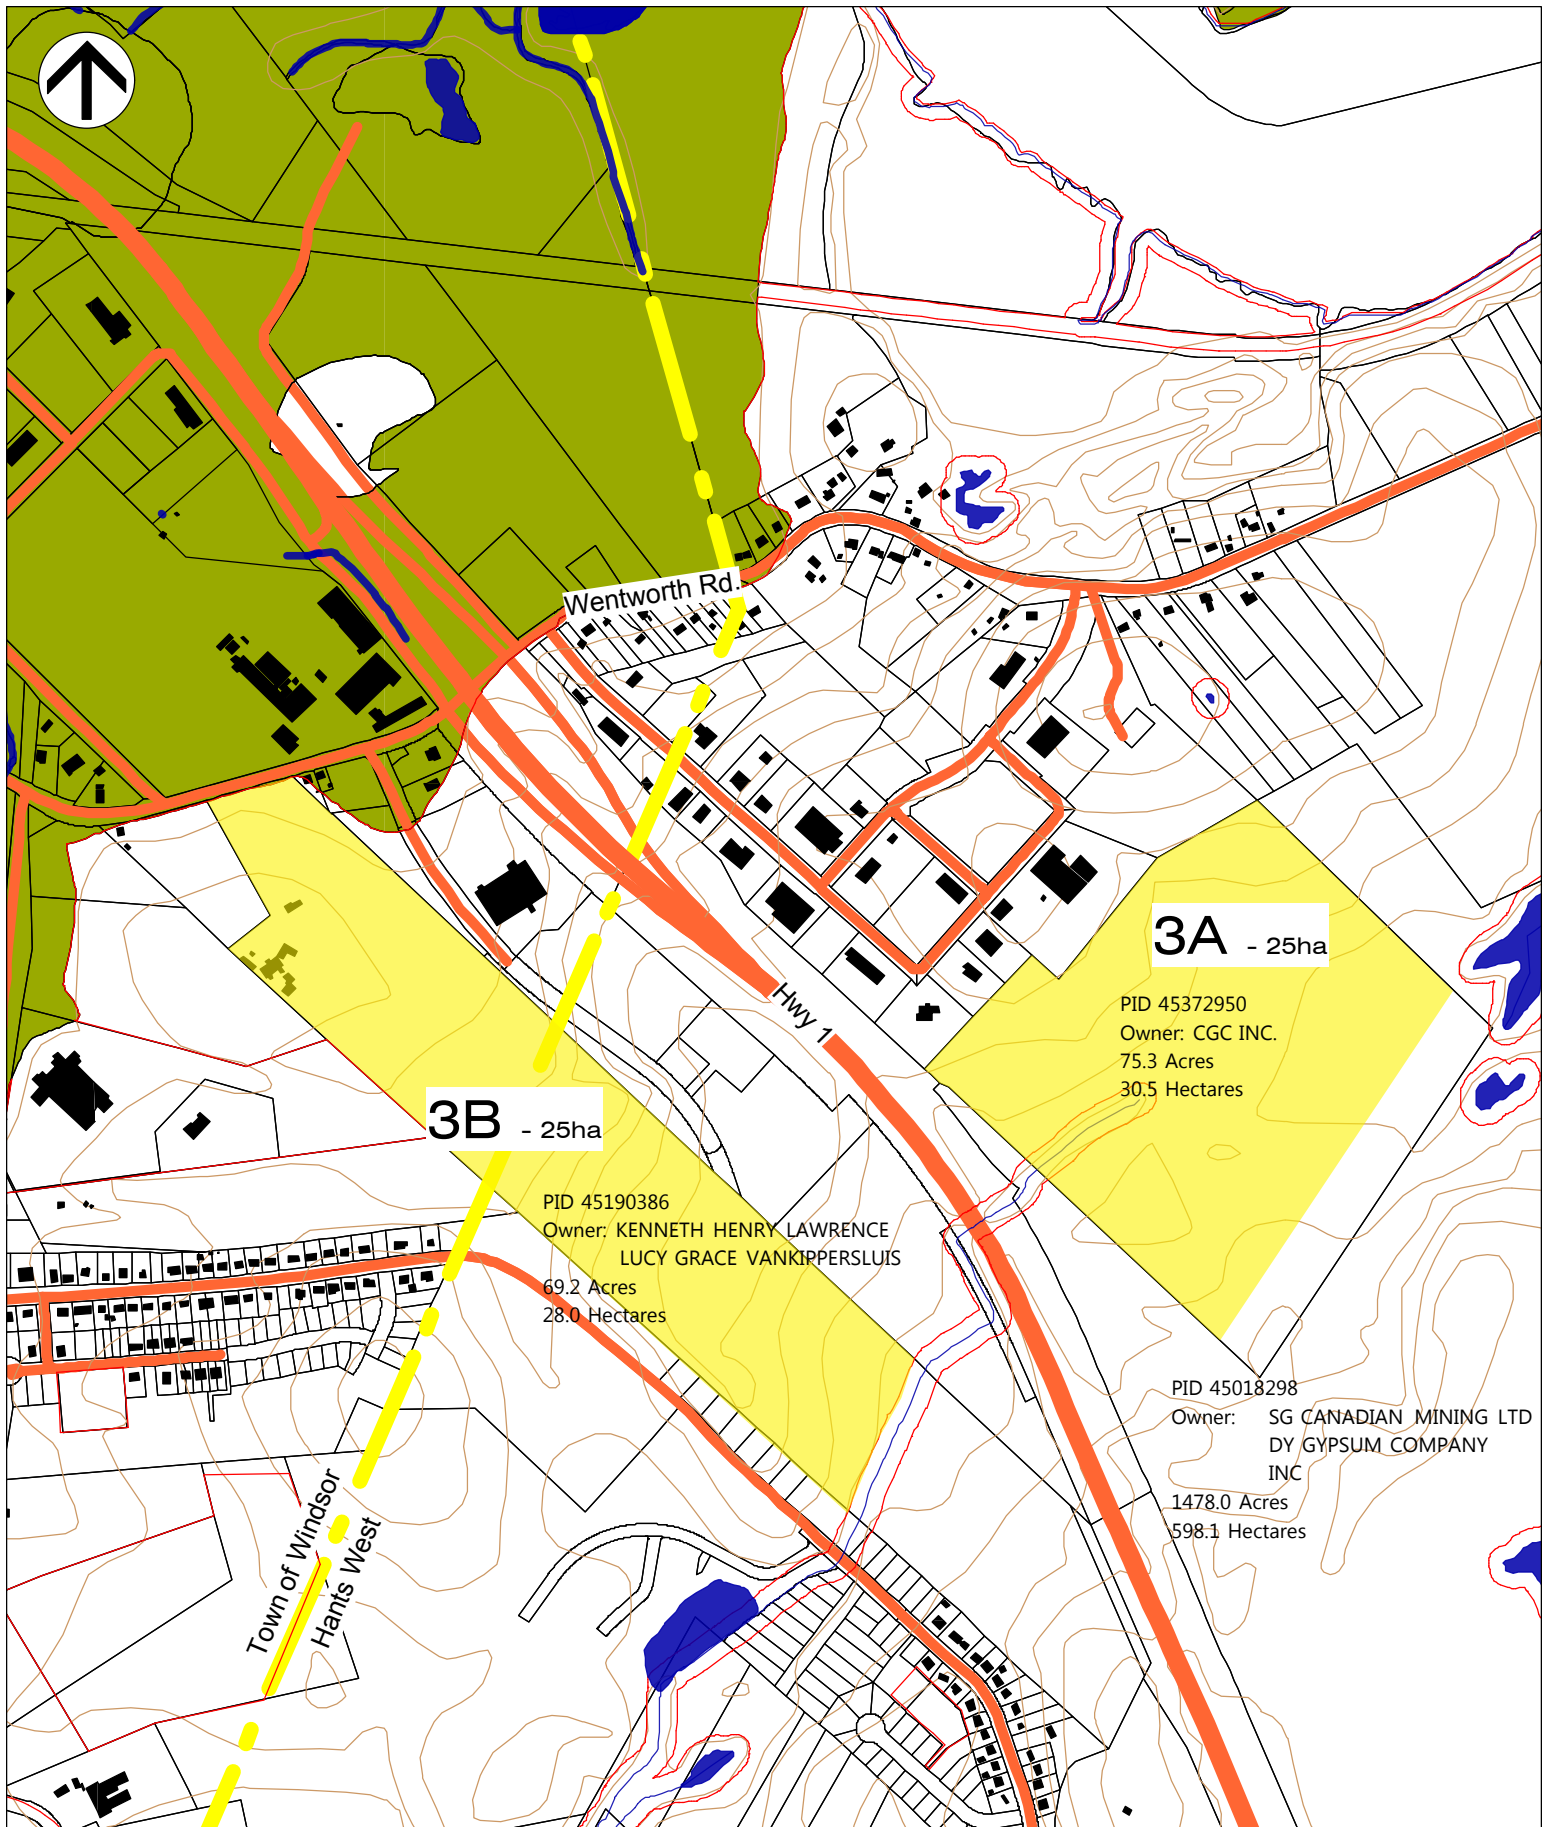 Wentworth Rd.
3A - 25ha
Hwy 1
PID 45372950
Owner: CGC INC.
75.3 Acres
30.5 Hectares
3B - 25ha
PID 45190386
Owner: KENNETH HENRY LAWRENCE
LUCY GRACE VANKIPPERSLUIS
69.2 Acres
28.0 Hectares
PID 45018298
Owner: SG CANADIAN MINING LTD
DY GYPSUM COMPANY
INC
1478.0 Acres
598.1 Hectares
Town of Windsor
Hants West